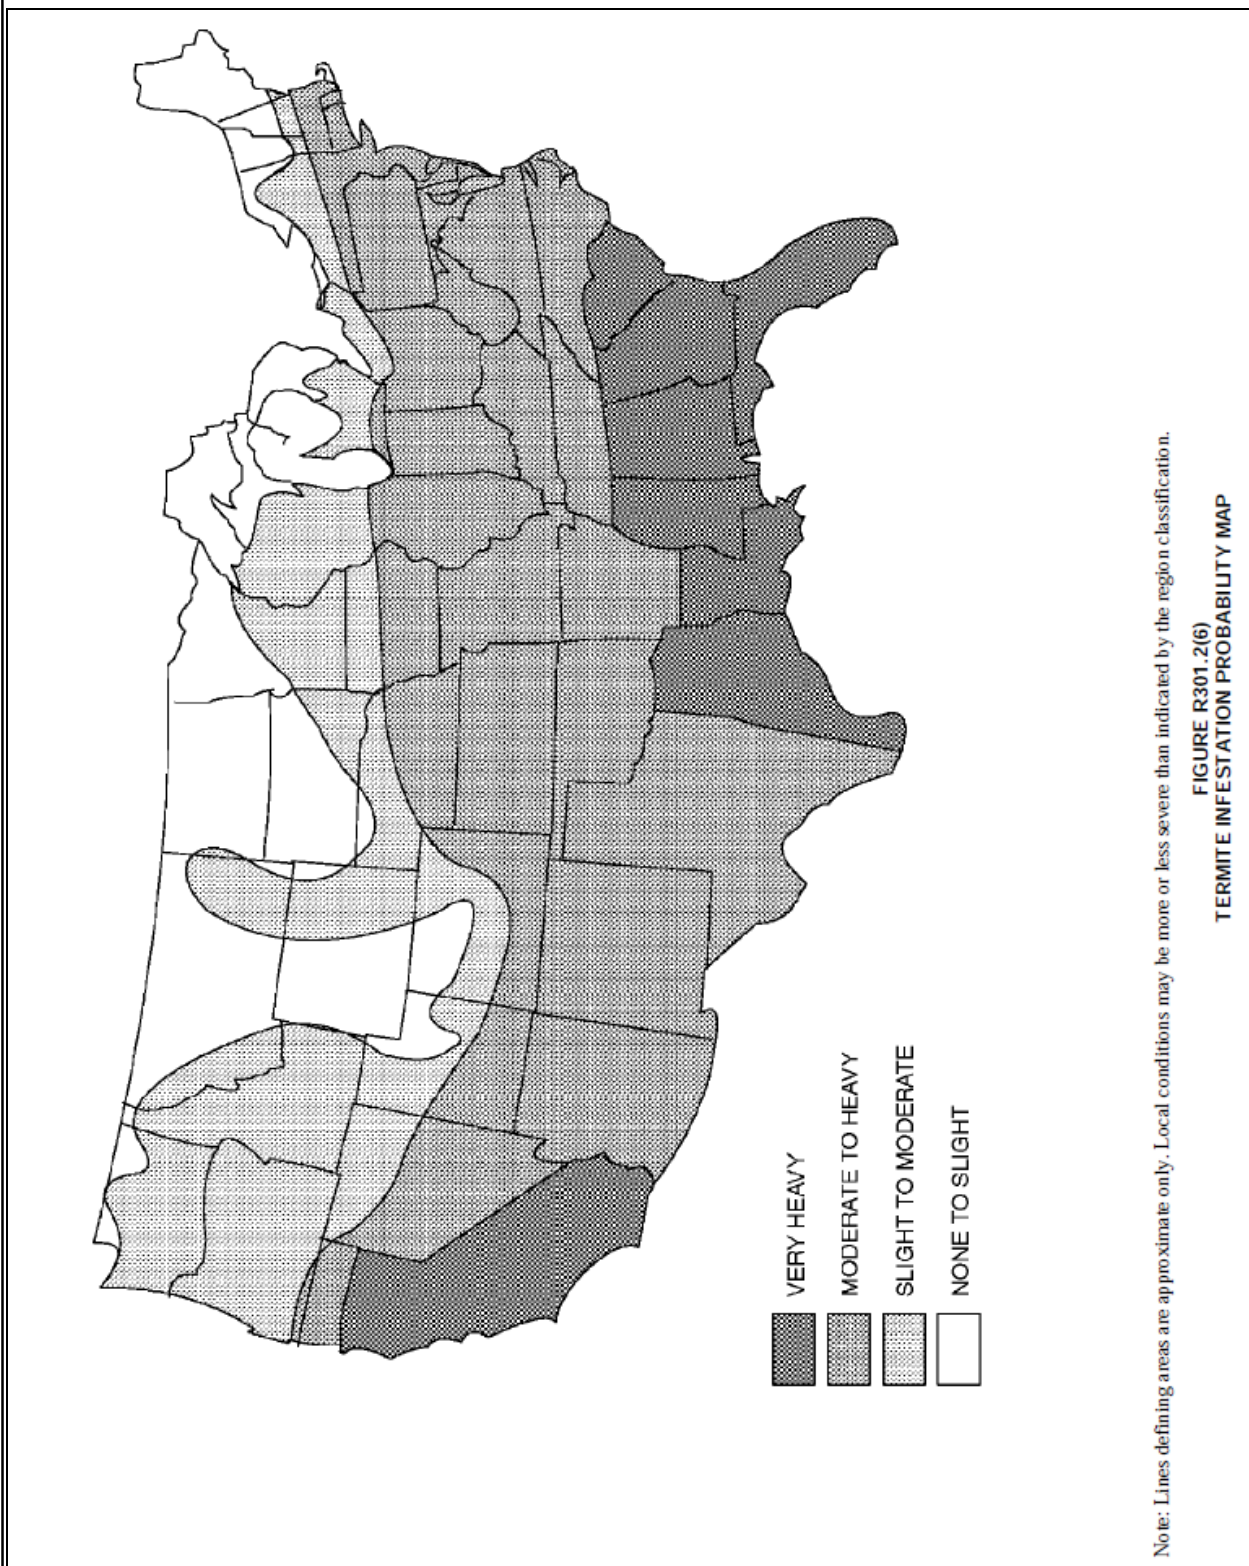 VERY HEAVY
MODERATE TO HEAVY
SLIGHT TO MODERATE
NONE TO SLIGHT
Note: Lines defining areas are approximate only. Local conditions may be more or less severe than indicated by the region classification.
FIGURE R301.2(6)
TERMITE INFESTATION PROBABILITY MAP